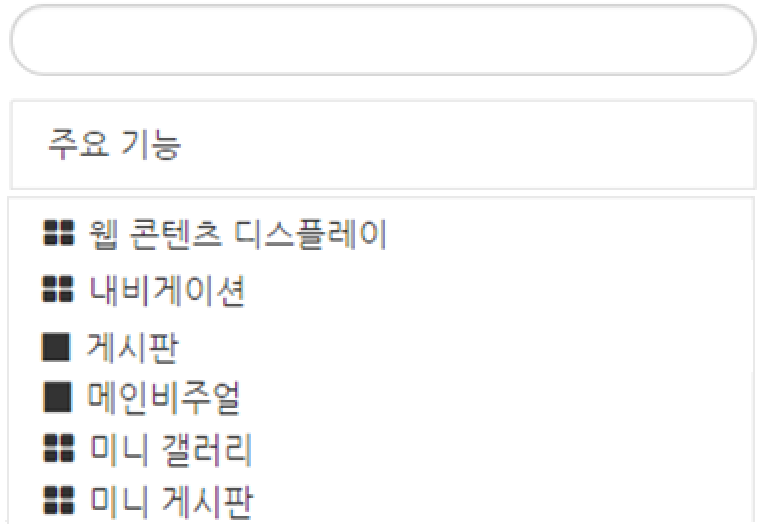 주요 기능
웹 콘텐츠 디스플레이
내비게이션
게시판
메인비주얼
미니 갤러리
미니 게시판